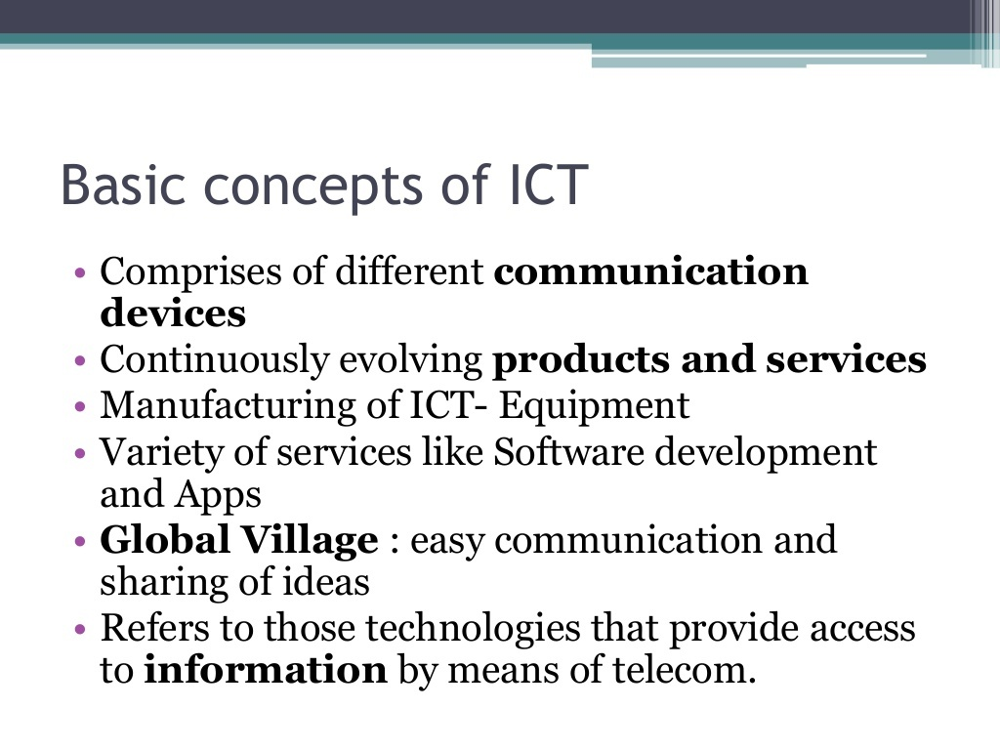 Basic concepts of ICT
• Comprises of different communication
devices
• Continuously evolving products and services
• Manufacturing of ICT- Equipment
• Variety of services like Software development
and Apps
• Global Village : easy communication and
sharing of ideas
• Refers to those technologies that provide access
to information by means of telecom.